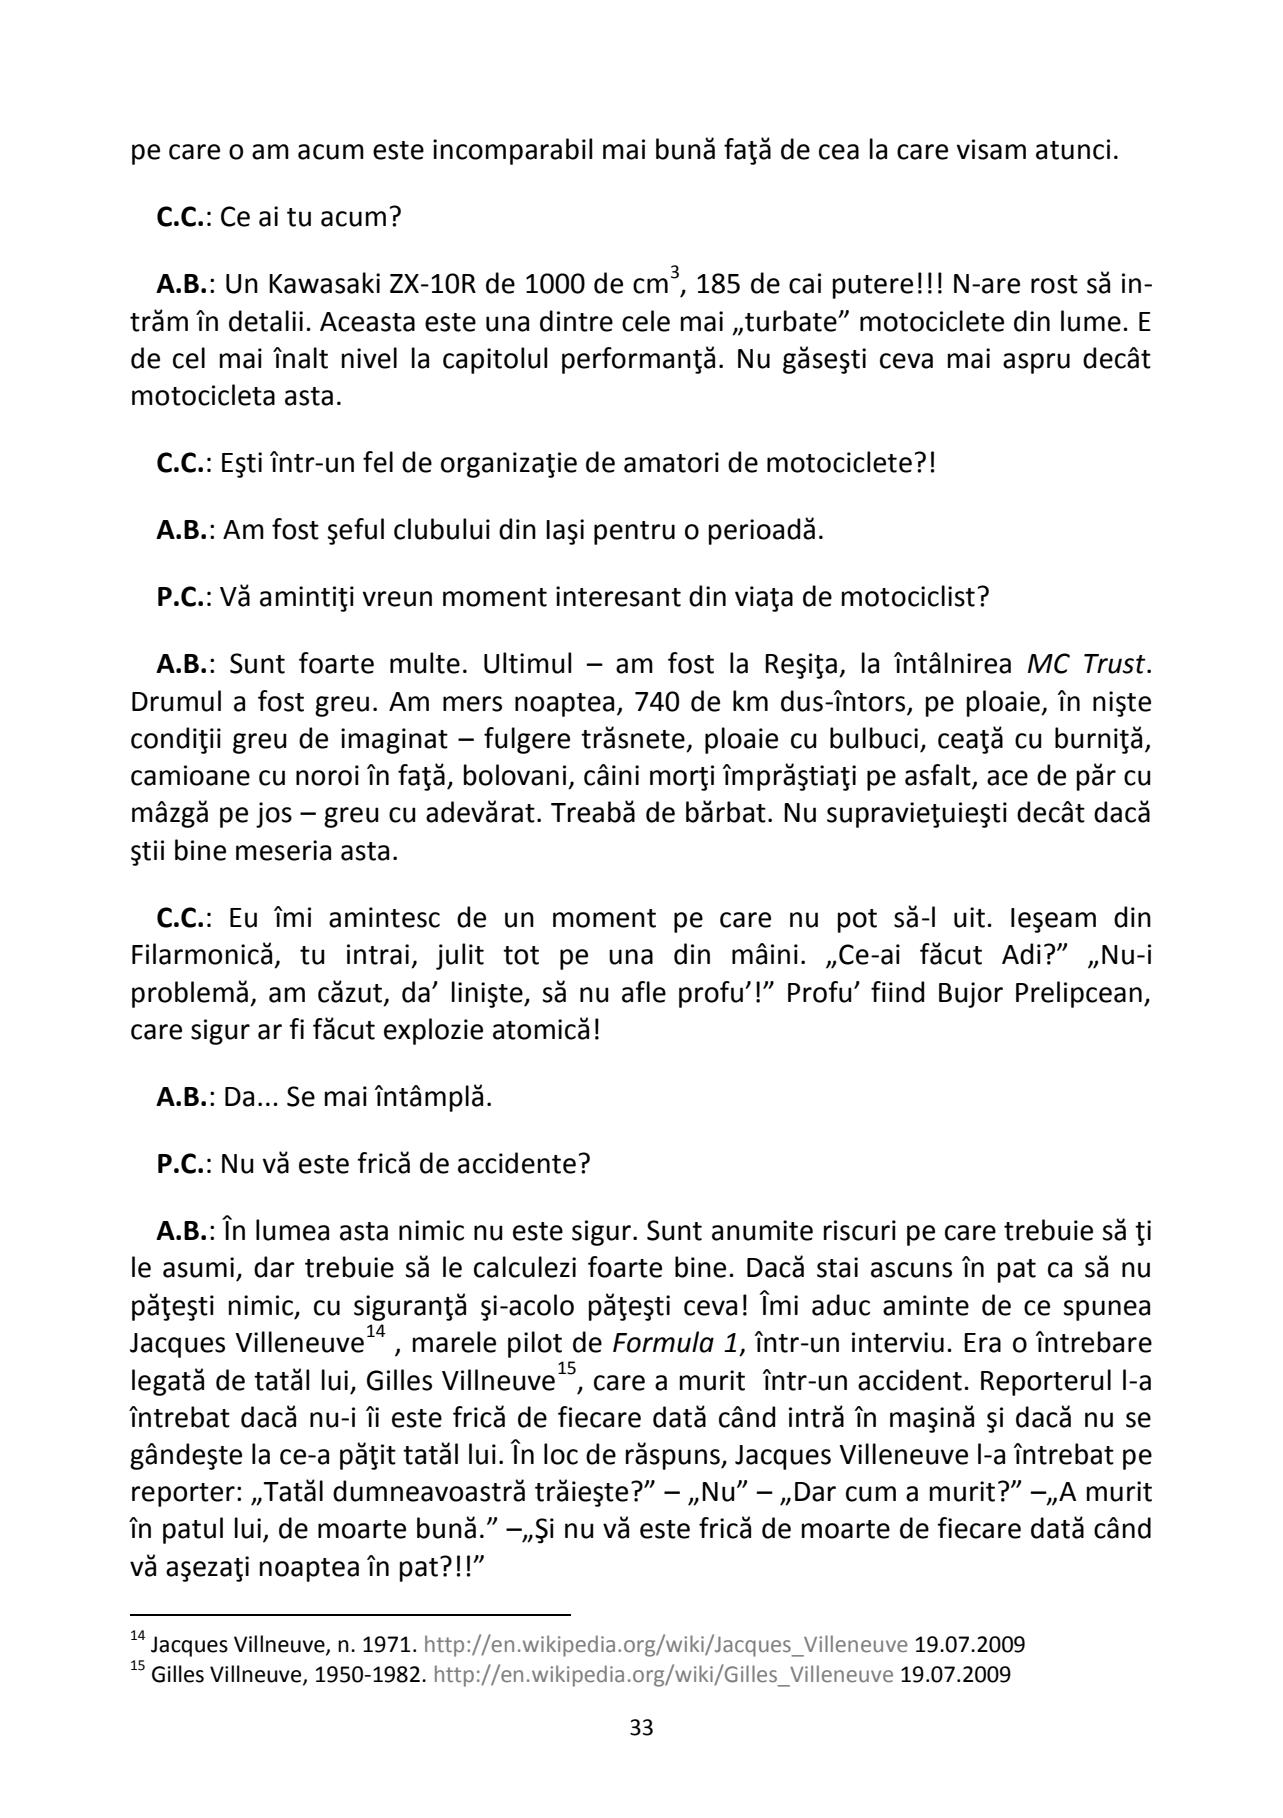 pe care o am acum este incomparabil mai bună faţă de cea la care visam atunci.
C.C.: Ce ai tu acum?
A.B.: Un Kawasaki ZX-10R de 1000 de cm³, 185 de cai putere!!! N-are rost să in-
trăm în detalii. Aceasta este una dintre cele mai „turbate” motociclete din lume. E
de cel mai înalt nivel la capitolul performanţă. Nu găseşti ceva mai aspru decât
motocicleta asta.
C.C.: Eşti într-un fel de organizaţie de amatori de motociclete?!
A.B.: Am fost şeful clubului din Iaşi pentru o perioadă.
P.C.: Vă amintiţi vreun moment interesant din viaţa de motociclist?
A.B.: Sunt foarte multe. Ultimul – am fost la Reşiţa, la întâlnirea MC Trust.
Drumul a fost greu. Am mers noaptea, 740 de km dus-întors, pe ploaie, în nişte
condiţii greu de imaginat – fulgere trăsnete, ploaie cu bulbuci, ceaţă cu burniţă,
camioane cu noroi în faţă, bolovani, câini morţi împrăştiaţi pe asfalt, ace de păr cu
mâzgă pe jos – greu cu adevărat. Treabă de bărbat. Nu supravieţuieşti decât dacă
ştii bine meseria asta.
C.C.: Eu îmi amintesc de un moment pe care nu pot să-l uit. Ieşeam din
Filarmonică, tu intrai, julit tot pe una din mâini. „Ce-ai făcut Adi?” „Nu-i
problemă, am căzut, da’ linişte, să nu afle profu’!” Profu’ fiind Bujor Prelipcean,
care sigur ar fi făcut explozie atomică!
A.B.: Da... Se mai întâmplă.
P.C.: Nu vă este frică de accidente?
A.B.: În lumea asta nimic nu este sigur. Sunt anumite riscuri pe care trebuie să ţi
le asumi, dar trebuie să le calculezi foarte bine. Dacă stai ascuns în pat ca să nu
păţeşti nimic, cu siguranţă şi-acolo păţeşti ceva! Îmi aduc aminte de ce spunea
Jacques Villeneuve¹⁴ , marele pilot de Formula 1, într-un interviu. Era o întrebare
legată de tatăl lui, Gilles Villneuve¹⁵, care a murit într-un accident. Reporterul l-a
întrebat dacă nu-i îi este frică de fiecare dată când intră în maşină şi dacă nu se
gândeşte la ce-a păţit tatăl lui. În loc de răspuns, Jacques Villeneuve l-a întrebat pe
reporter: „Tatăl dumneavoastră trăieşte?” – „Nu” – „Dar cum a murit?” –„A murit
în patul lui, de moarte bună.” –„Şi nu vă este frică de moarte de fiecare dată când
vă aşezaţi noaptea în pat?!!”
¹⁴ Jacques Villneuve, n. 1971. http://en.wikipedia.org/wiki/Jacques_Villeneuve 19.07.2009
¹⁵ Gilles Villneuve, 1950-1982. http://en.wikipedia.org/wiki/Gilles_Villeneuve 19.07.2009
33